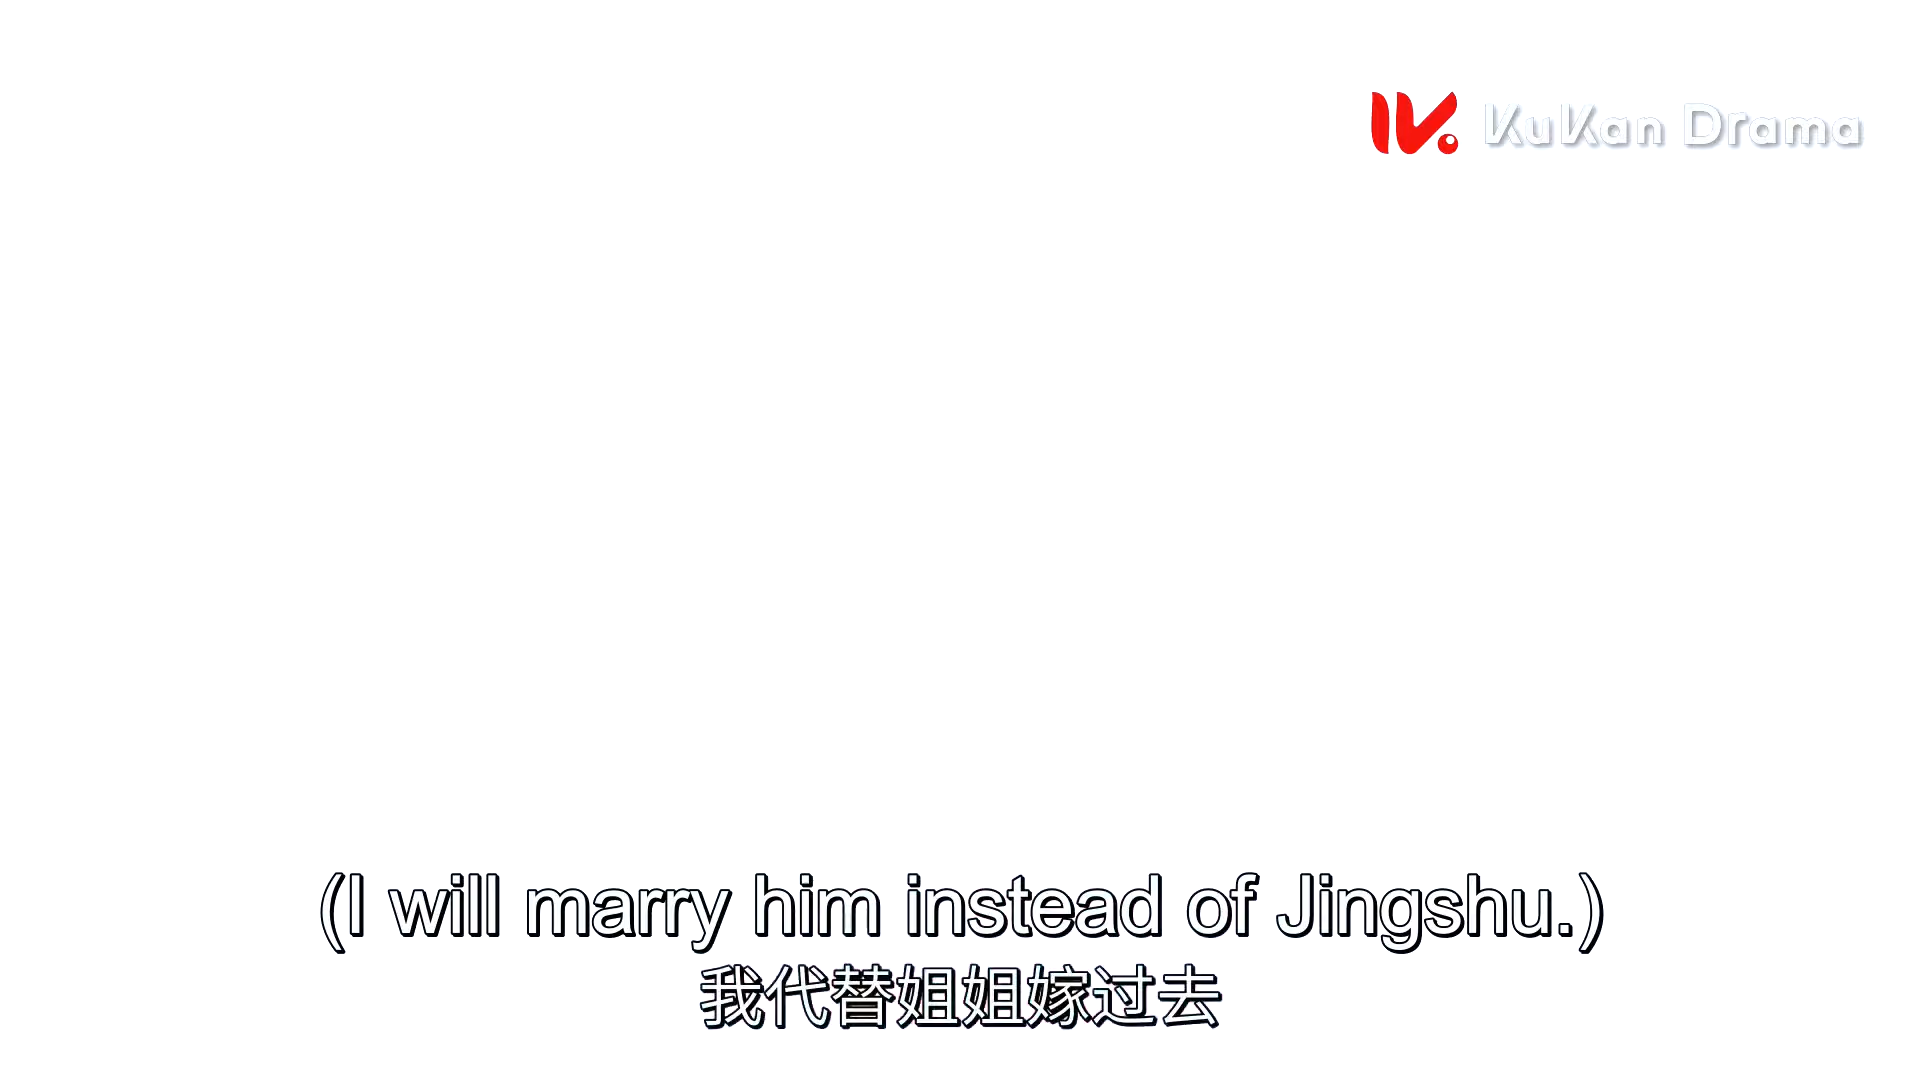 KuKan Drama
(I will marry him instead of Jingshu.)
我代替姐姐嫁过去